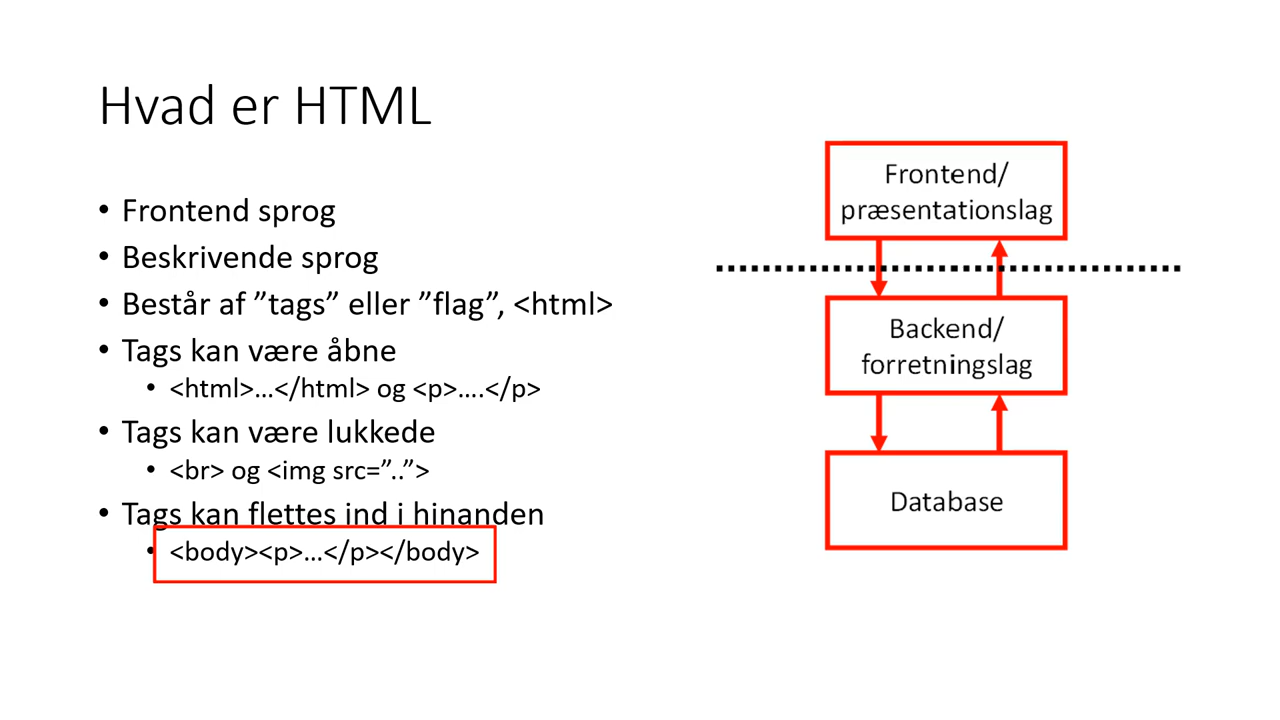 Hvad er HTML
• Frontend sprog
• Beskrivende sprog
• Består af ”tags” eller ”flag”, <html>
• Tags kan være åbne
• <html>…</html> og <p>….</p>
• Tags kan være lukkede
• <br> og <img src=”..”>
• Tags kan flettes ind i hinanden
• <body><p>…</p></body>
Frontend/
præsentationslag
Backend/
forretningslag
Database